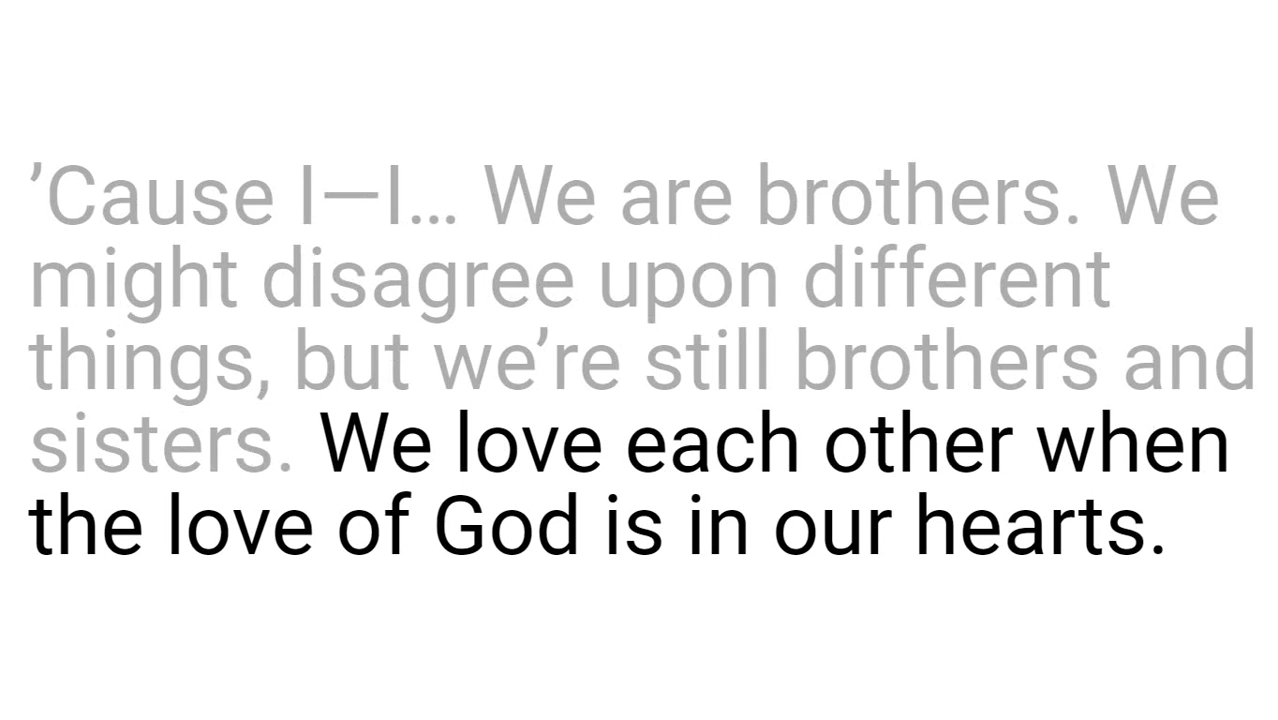 ’Cause I—I... We are brothers. We
might disagree upon different
things, but we’re still brothers and
sisters. We love each other when
the love of God is in our hearts.